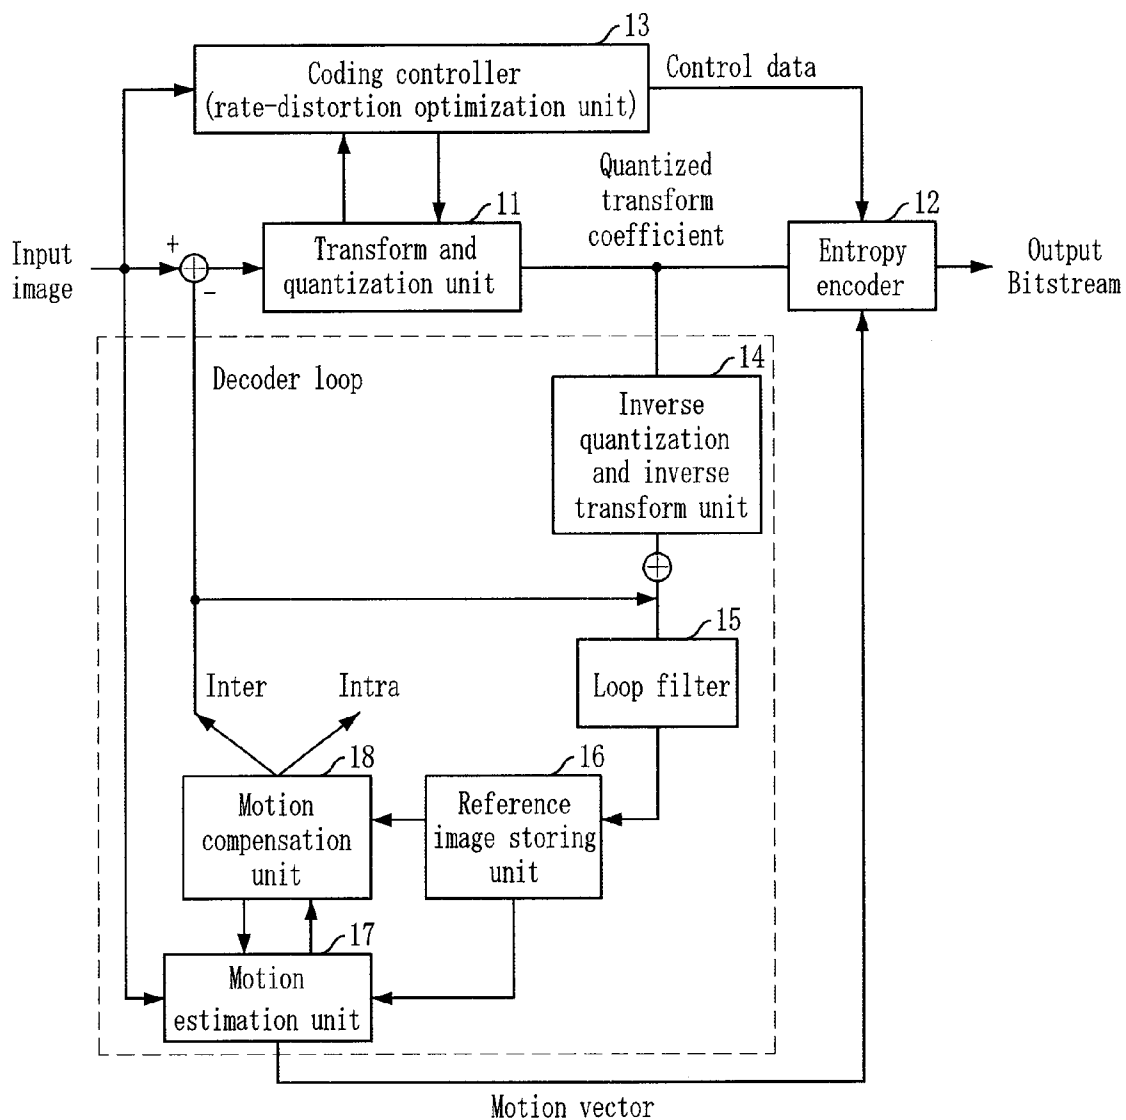 13
Coding controller
(rate-distortion optimization unit)
Control data
Quantized
transform
coefficient
11
Transform and
quantization unit
12
Entropy
encoder
Input
image
+
-
Output
Bitstream
Decoder loop
14
Inverse
quantization
and inverse
transform unit
15
Loop filter
Inter
Intra
18
Motion
compensation
unit
16
Reference
image storing
unit
17
Motion
estimation unit
Motion vector